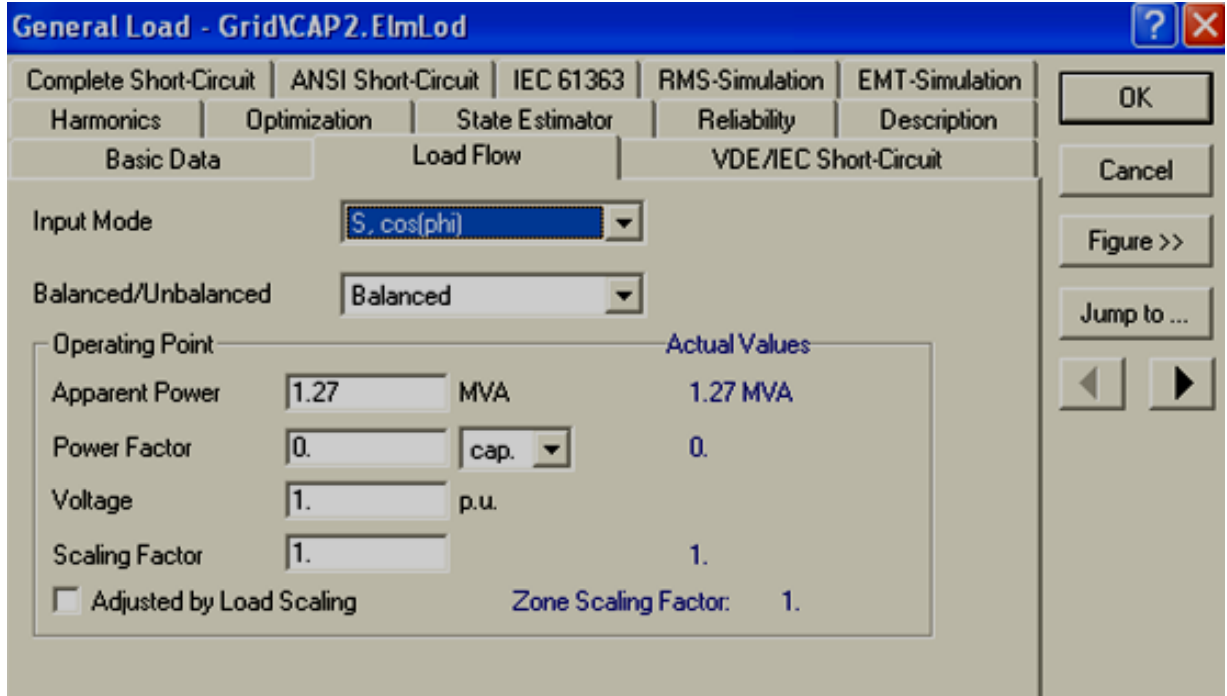 General Load - Grid\CAP2.ElmLod
Complete Short-Circuit ANSI Short-Circuit IEC 61363 RMS-Simulation EMT-Simulation
Harmonics Optimization State Estimator Reliability Description
Basic Data Load Flow VDE/IEC Short-Circuit
OK
Cancel
Figure >>
Jump to ...
Input Mode S, cos(phi)
Balanced/Unbalanced Balanced
Operating Point Actual Values
Apparent Power 1.27 MVA 1.27 MVA
Power Factor 0. cap. 0.
Voltage 1. p.u.
Scaling Factor 1. 1.
Adjusted by Load Scaling Zone Scaling Factor: 1.